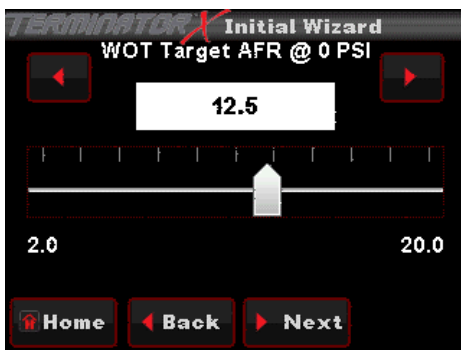 TERMINATOR X Initial Wizard
WOT Target AFR @ 0 PSI
12.5
2.0 20.0
Home Back Next